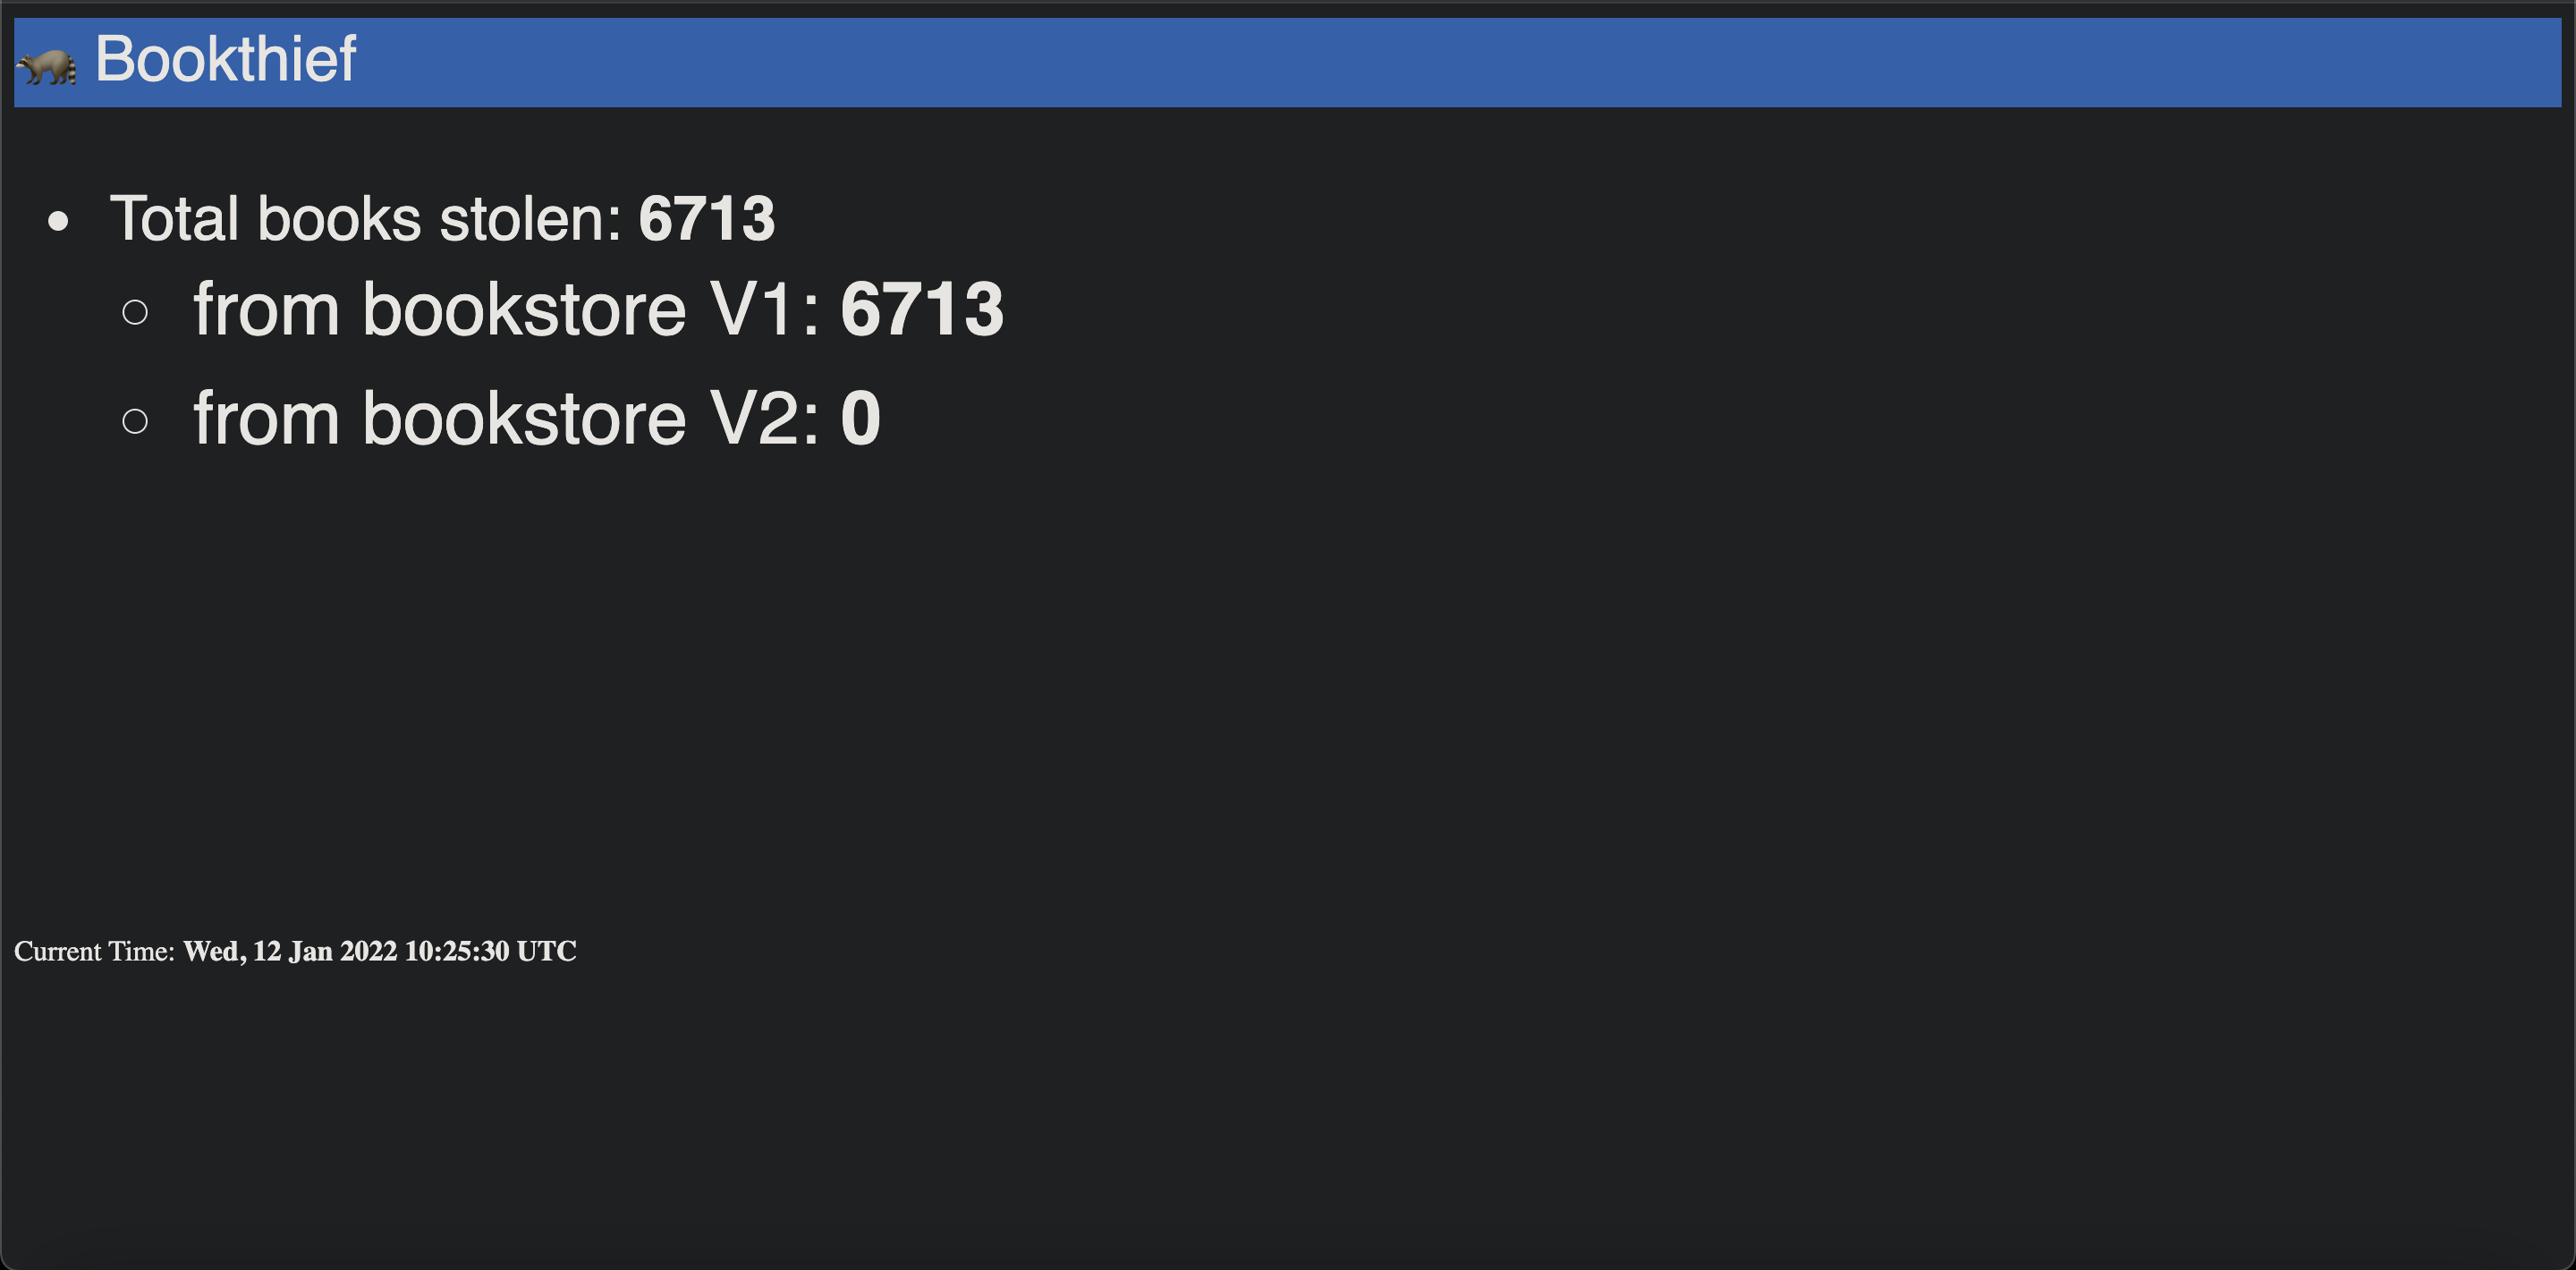 Bookthief
Total books stolen: 6713
from bookstore V1: 6713
from bookstore V2: 0
Current Time: Wed, 12 Jan 2022 10:25:30 UTC